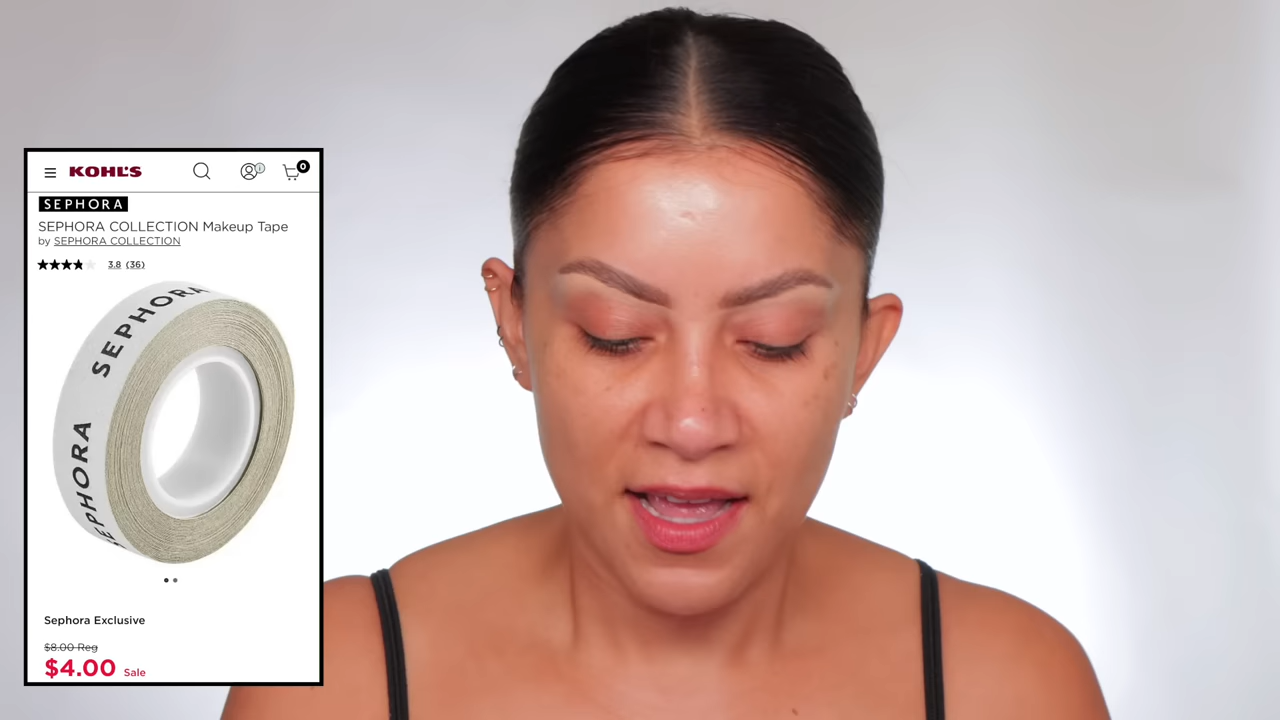 KOHL'S
0
SEPHORA
SEPHORA COLLECTION Makeup Tape
by SEPHORA COLLECTION
3.8 (36)
SEPHORA
SEPHORA
Sephora Exclusive
$8.00 Reg
$4.00 Sale